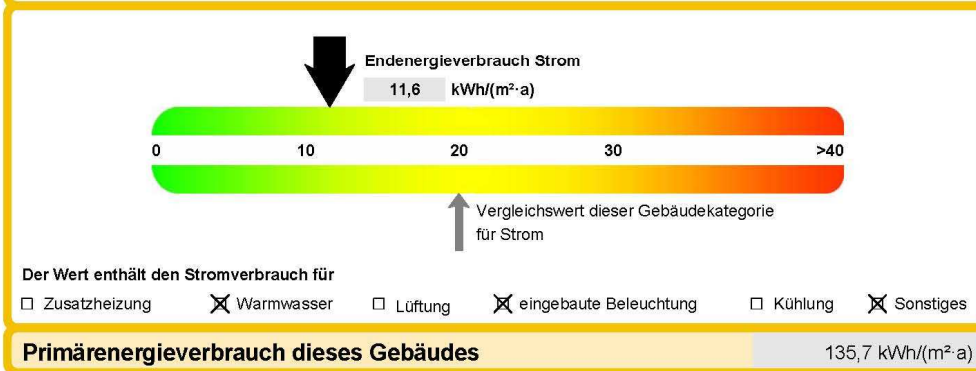 Endenergieverbrauch Strom
11,6 kWh/(m²·a)
0 10 20 30 >40
Vergleichswert dieser Gebäudekategorie
für Strom
Der Wert enthält den Stromverbrauch für
☐ Zusatzheizung ☒ Warmwasser ☐ Lüftung ☒ eingebaute Beleuchtung ☐ Kühlung ☒ Sonstiges
Primärenergieverbrauch dieses Gebäudes 135,7 kWh/(m²·a)